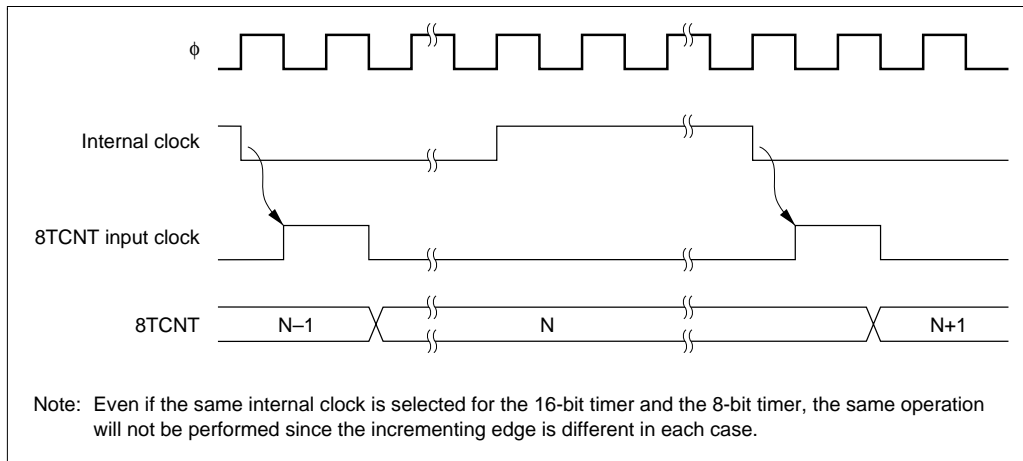 ϕ
Internal clock
8TCNT input clock
8TCNT
N–1
N
N+1
Note: Even if the same internal clock is selected for the 16-bit timer and the 8-bit timer, the same operation
will not be performed since the incrementing edge is different in each case.